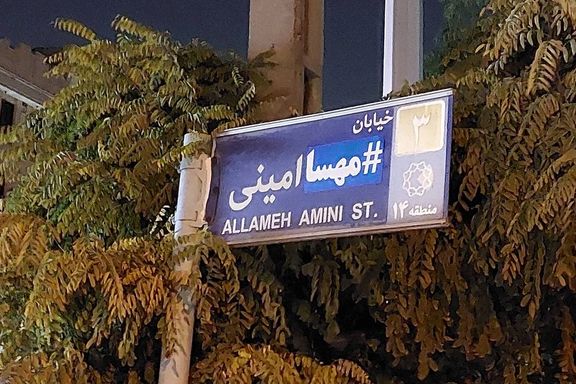 خیابان
#مهسا امینی
ALLAMEH AMINI ST.
۳
منطقه ۱۴